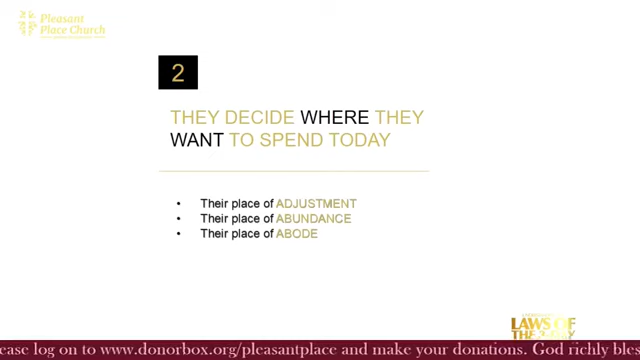 Pleasant
Place Church
2
THEY DECIDE WHERE THEY
WANT TO SPEND TODAY
• Their place of ADJUSTMENT
• Their place of ABUNDANCE
• Their place of ABODE
LAWS OF
ease log on to www.donorbox.org/pleasantplace and make your donations. God richly bles